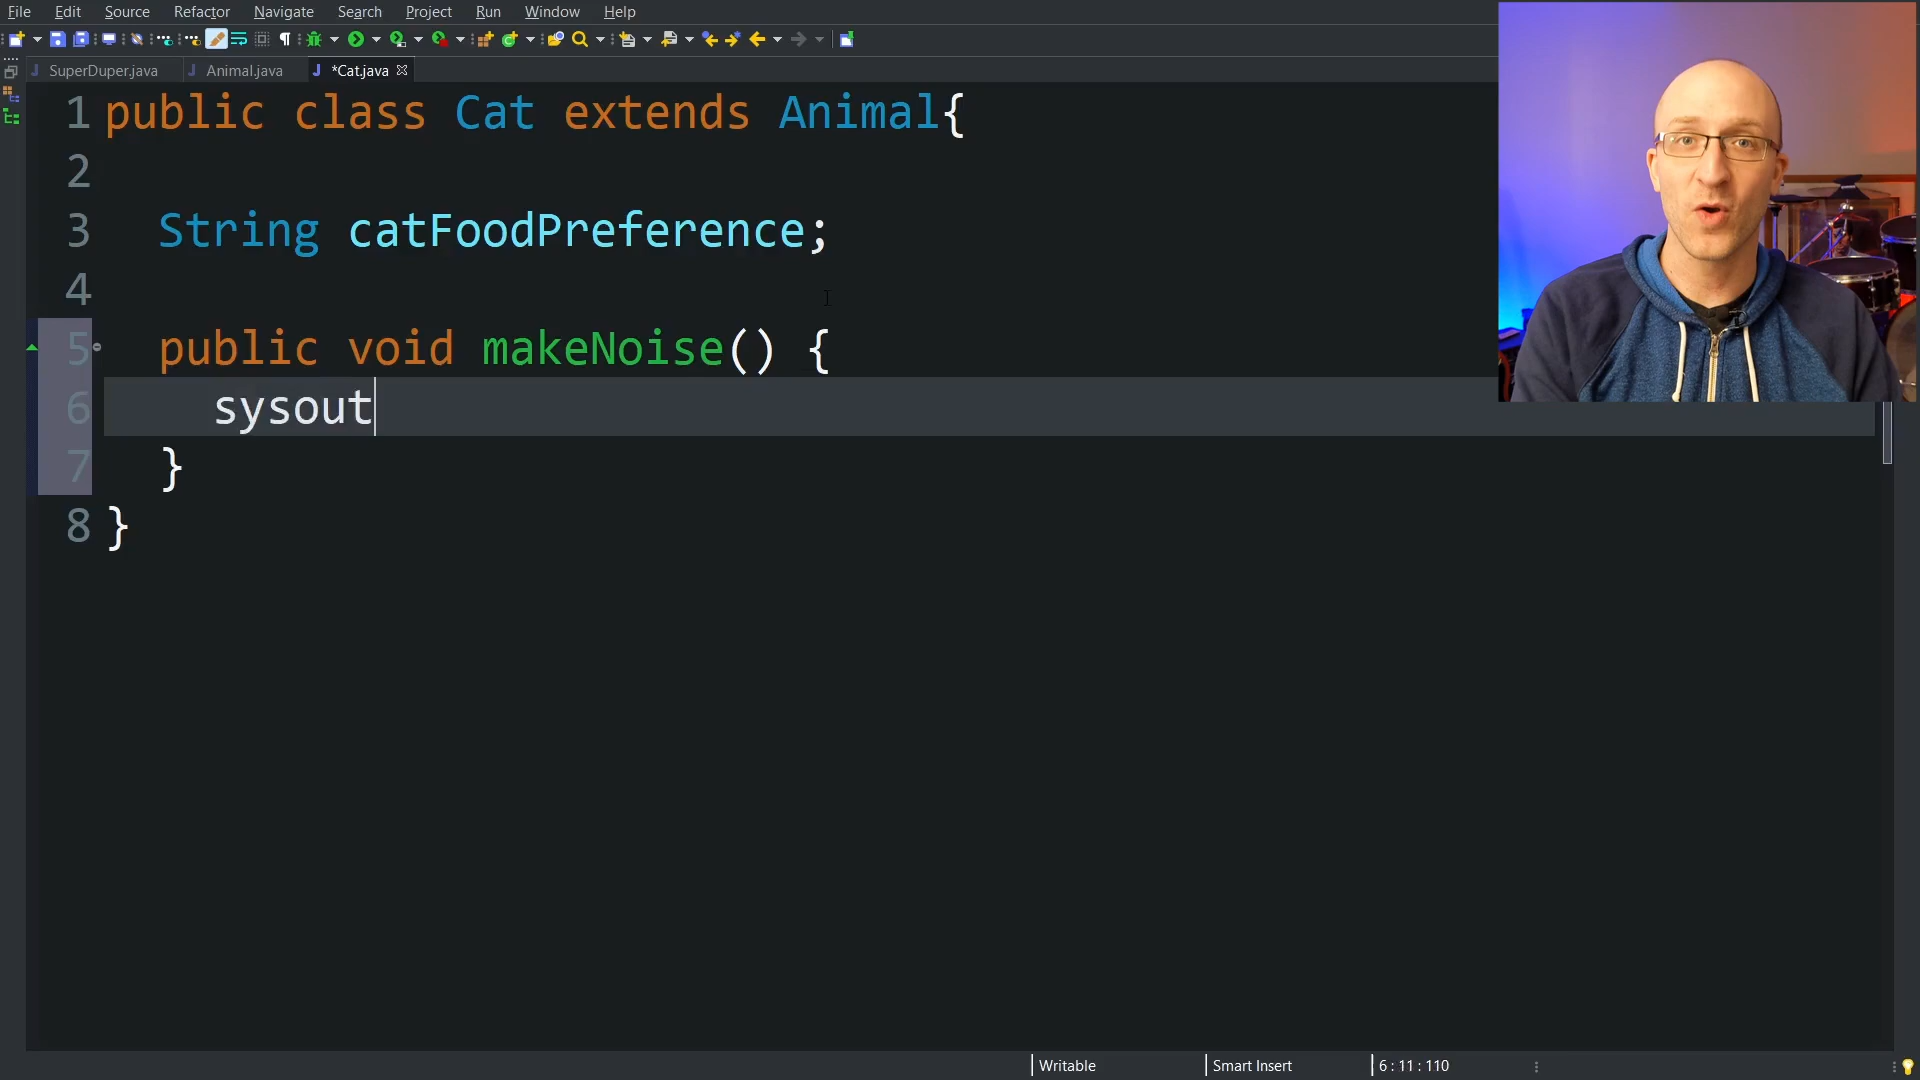 File Edit Source Refactor Navigate Search Project Run Window Help
SuperDuper.java Animal.java *Cat.java
1 public class Cat extends Animal{
2
3 String catFoodPreference;
4
5 public void makeNoise() {
6 sysout
7 }
8 }
Writable Smart Insert 6 : 11 : 110